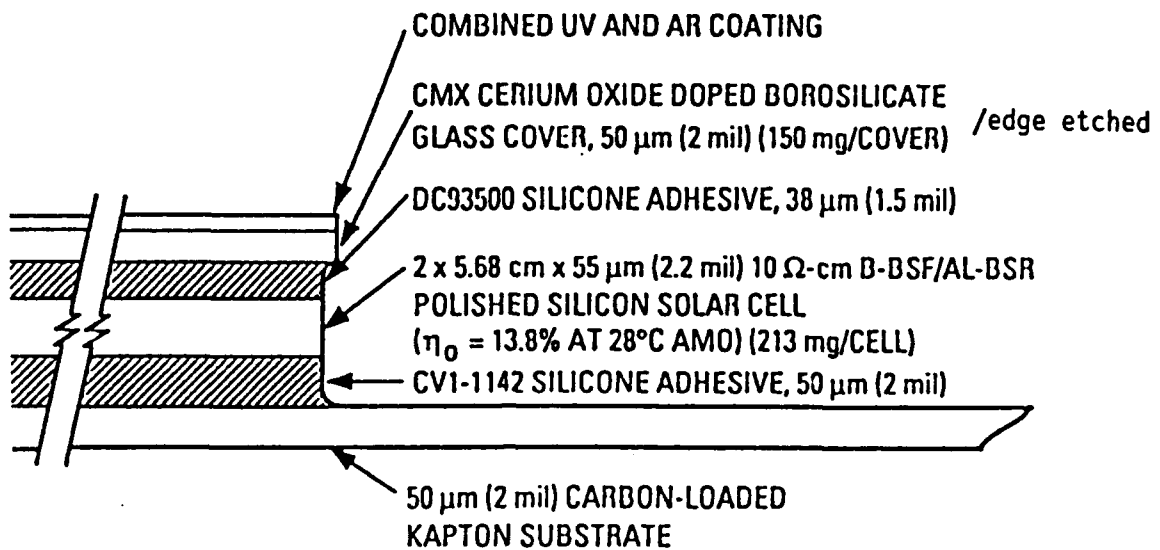 COMBINED UV AND AR COATING
CMX CERIUM OXIDE DOPED BOROSILICATE
GLASS COVER, 50 µm (2 mil) (150 mg/COVER) /edge etched
DC93500 SILICONE ADHESIVE, 38 µm (1.5 mil)
2 x 5.68 cm x 55 µm (2.2 mil) 10 Ω-cm B-BSF/AL-BSR
POLISHED SILICON SOLAR CELL
(η₀ = 13.8% AT 28°C AMO) (213 mg/CELL)
CV1-1142 SILICONE ADHESIVE, 50 µm (2 mil)
50 µm (2 mil) CARBON-LOADED
KAPTON SUBSTRATE